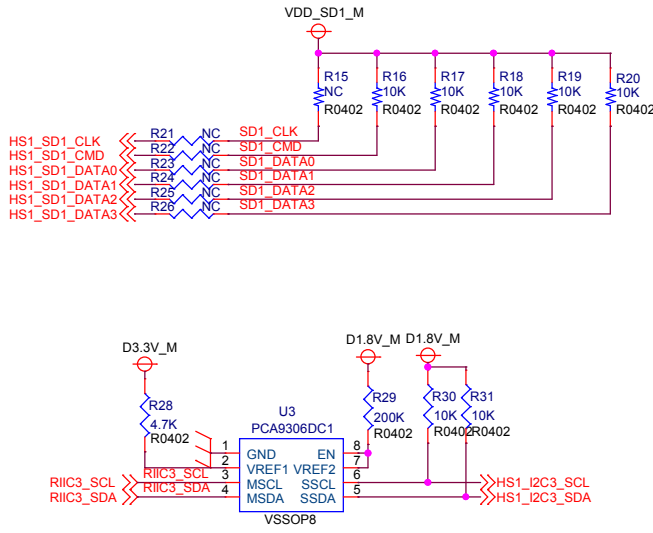 VDD_SD1_M
R15 R16 R17 R18 R19 R20
NC 10K 10K 10K 10K 10K
R0402 R0402 R0402 R0402 R0402 R0402
HS1_SD1_CLK R21 NC SD1_CLK
HS1_SD1_CMD R22 NC SD1_CMD
HS1_SD1_DATA0 R23 NC SD1_DATA0
HS1_SD1_DATA1 R24 NC SD1_DATA1
HS1_SD1_DATA2 R25 NC SD1_DATA2
HS1_SD1_DATA3 R26 NC SD1_DATA3
D3.3V_M D1.8V_M D1.8V_M
R28 R29 R30 R31
4.7K 200K 10K 10K
R0402 R0402 R0402 R0402
U3
PCA9306DC1
1 GND EN 8
2 VREF1 VREF2 7
RIIC3_SCL RIIC3_SCL 3 MSCL SSCL 6 HS1_I2C3_SCL
RIIC3_SDA RIIC3_SDA 4 MSDA SSDA 5 HS1_I2C3_SDA
VSSOP8